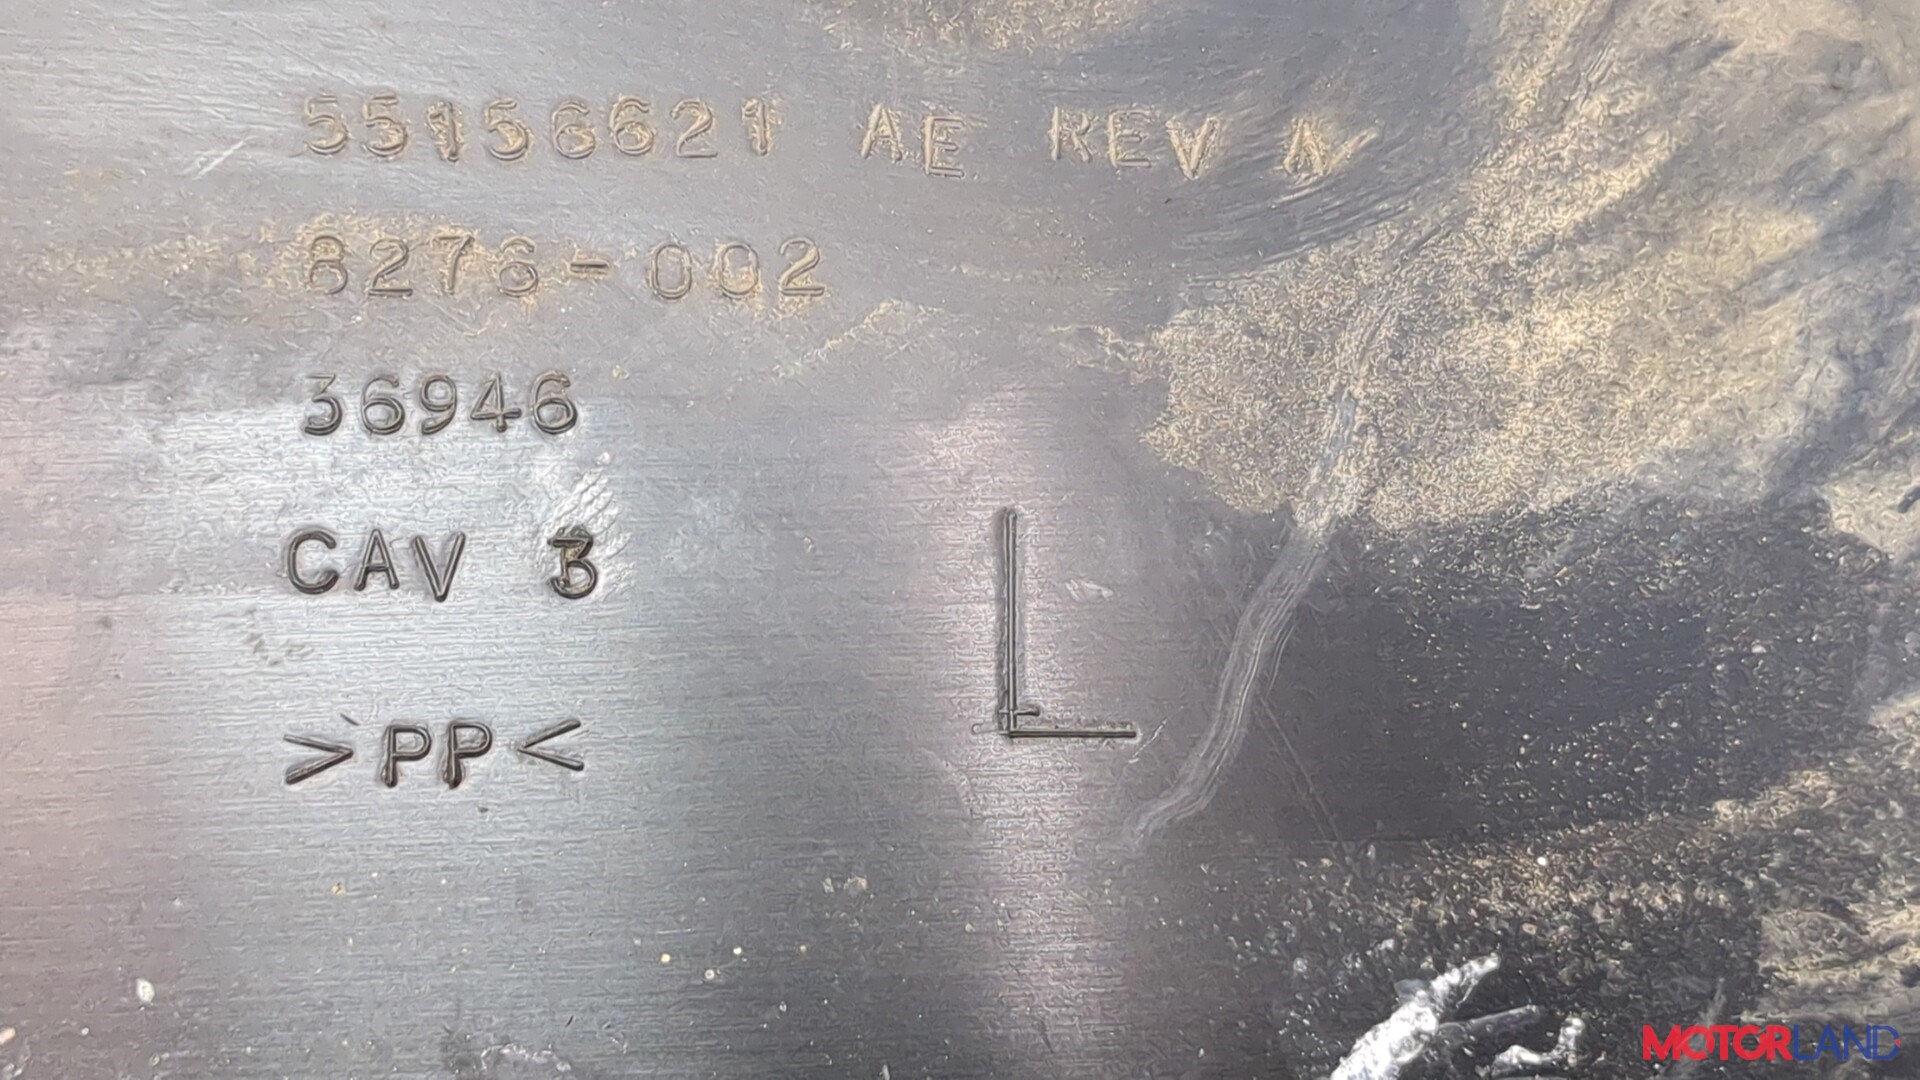 55156621 AE REV A
8276-002
36946
CAV 3
L
>PP<
MOTORLAND